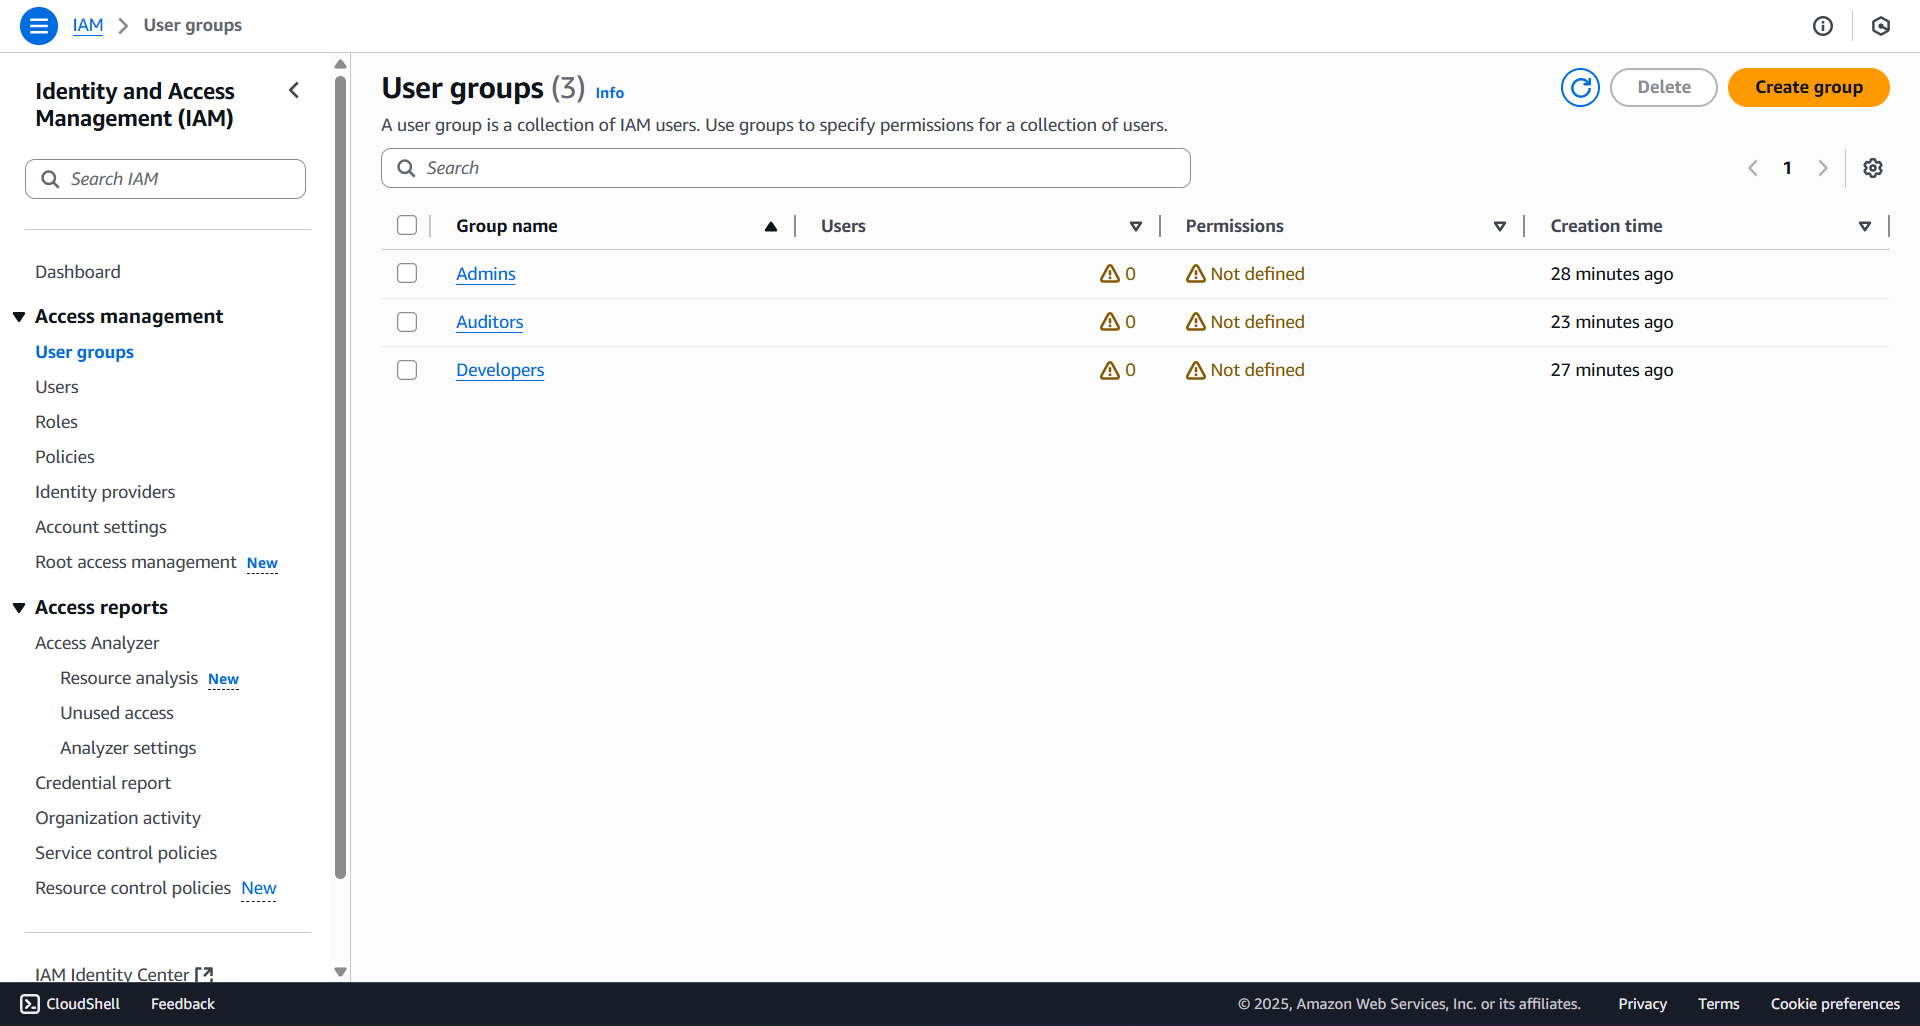 IAM User groups
Identity and Access
Management (IAM)
Search IAM
Dashboard
Access management
User groups
Users
Roles
Policies
Identity providers
Account settings
Root access management New
Access reports
Access Analyzer
Resource analysis New
Unused access
Analyzer settings
Credential report
Organization activity
Service control policies
Resource control policies New
IAM Identity Center
User groups (3) Info
Delete
Create group
A user group is a collection of IAM users. Use groups to specify permissions for a collection of users.
Search
1
Group name Users Permissions Creation time
Admins 0 Not defined 28 minutes ago
Auditors 0 Not defined 23 minutes ago
Developers 0 Not defined 27 minutes ago
CloudShell Feedback © 2025, Amazon Web Services, Inc. or its affiliates. Privacy Terms Cookie preferences